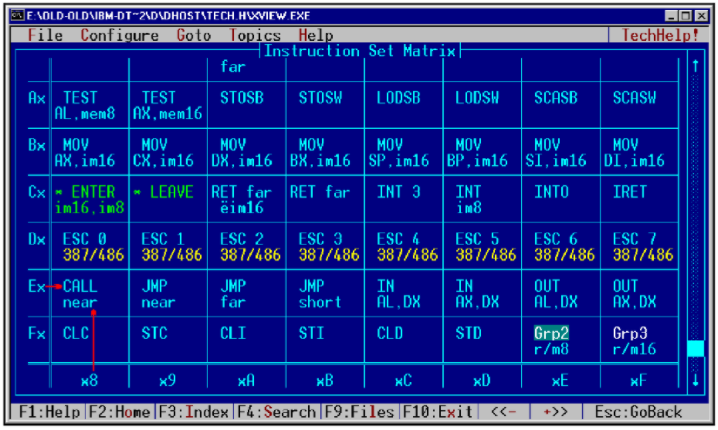 E:\OLD-OLD\IBM-DT~2\D\DHOST\TECH.H\XVIEW.EXE
File Configure Goto Topics Help TechHelp!
Instruction Set Matrix
far
Ax TEST TEST STOSB STOSW LODSB LODSW SCASB SCASW
AL,mem8 AX,mem16
Bx MOV MOV MOV MOV MOV MOV MOV MOV
AX,im16 CX,im16 DX,im16 BX,im16 SP,im16 BP,im16 SI,im16 DI,im16
Cx * ENTER * LEAVE RET far RET far INT 3 INT INTO IRET
im16,im8 ëim16 im8
Dx ESC 0 ESC 1 ESC 2 ESC 3 ESC 4 ESC 5 ESC 6 ESC 7
387/486 387/486 387/486 387/486 387/486 387/486 387/486 387/486
Ex CALL JMP JMP JMP IN IN OUT OUT
near near far short AL,DX AX,DX AL,DX AX,DX
Fx CLC STC CLI STI CLD STD Grp2 Grp3
r/m8 r/m16
x8 x9 xA xB xC xD xE xF
F1:Help F2:Home F3:Index F4:Search F9:Files F10:Exit <<- +>> Esc:GoBack